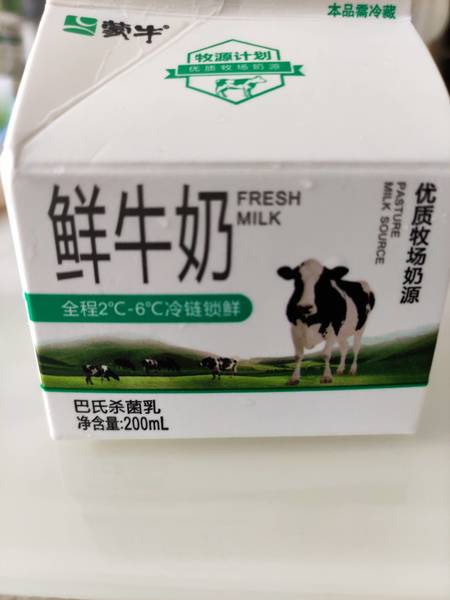 本品需冷藏
蒙牛
牧源计划
优质牧场奶源
鲜牛奶
FRESH
MILK
优质牧场奶源
PASTURE
MILK SOURCE
全程2℃-6℃冷链锁鲜
巴氏杀菌乳
净含量:200mL